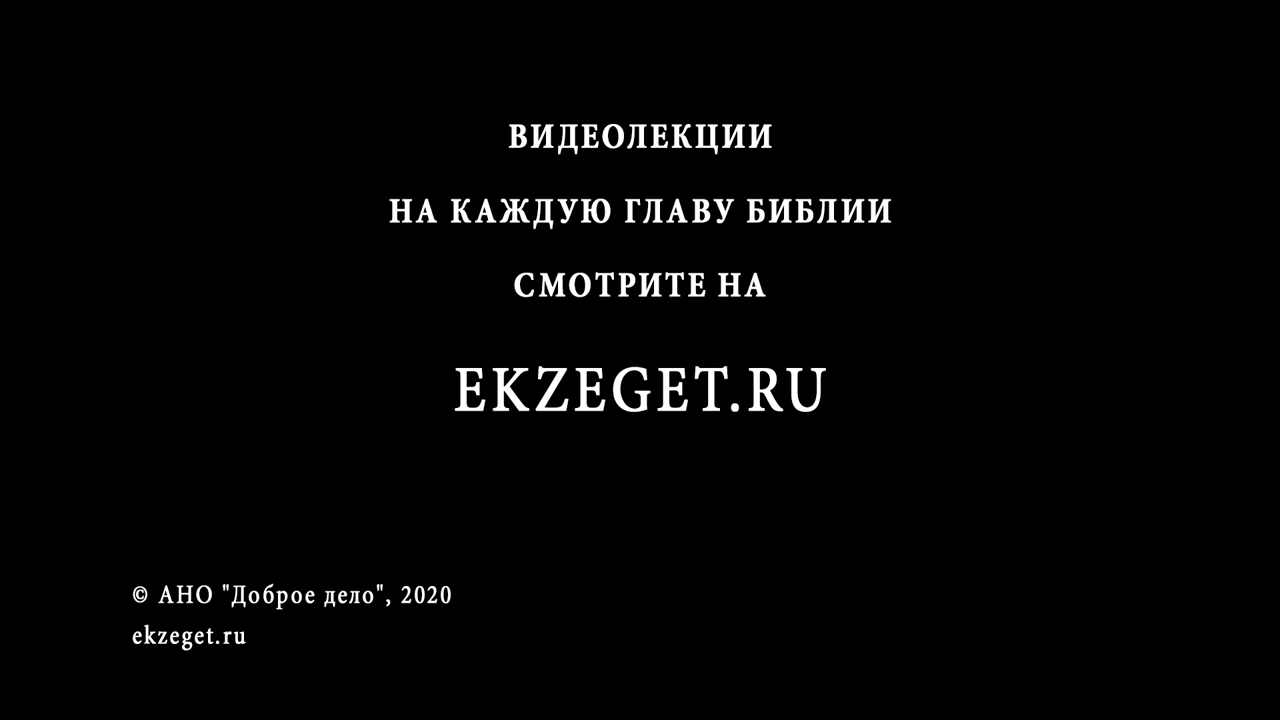 ВИДЕОЛЕКЦИИ
НА КАЖДУЮ ГЛАВУ БИБЛИИ
СМОТРИТЕ НА
EKZEGET.RU
© АНО "Доброе дело", 2020
ekzeget.ru